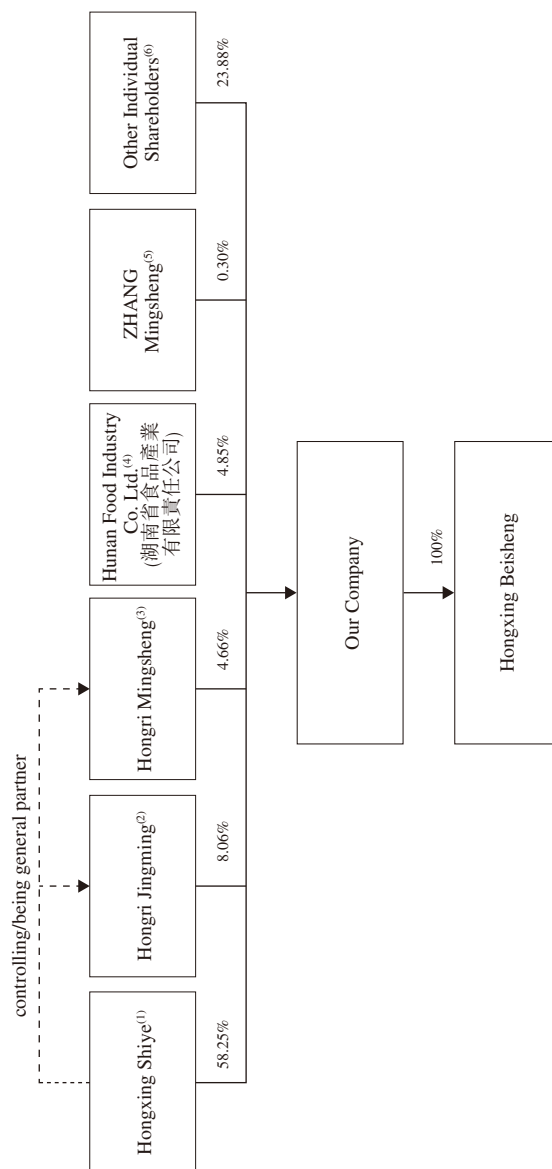 controlling/being general partner
Hongxing Shiye(1)
Hongri Jingming(2)
Hongri Mingsheng(3)
Hunan Food Industry
Co. Ltd.(4)
(湖南省食品產業
有限責任公司)
ZHANG
Mingsheng(5)
Other Individual
Shareholders(6)
58.25%
8.06%
4.66%
4.85%
0.30%
23.88%
Our Company
100%
Hongxing Beisheng